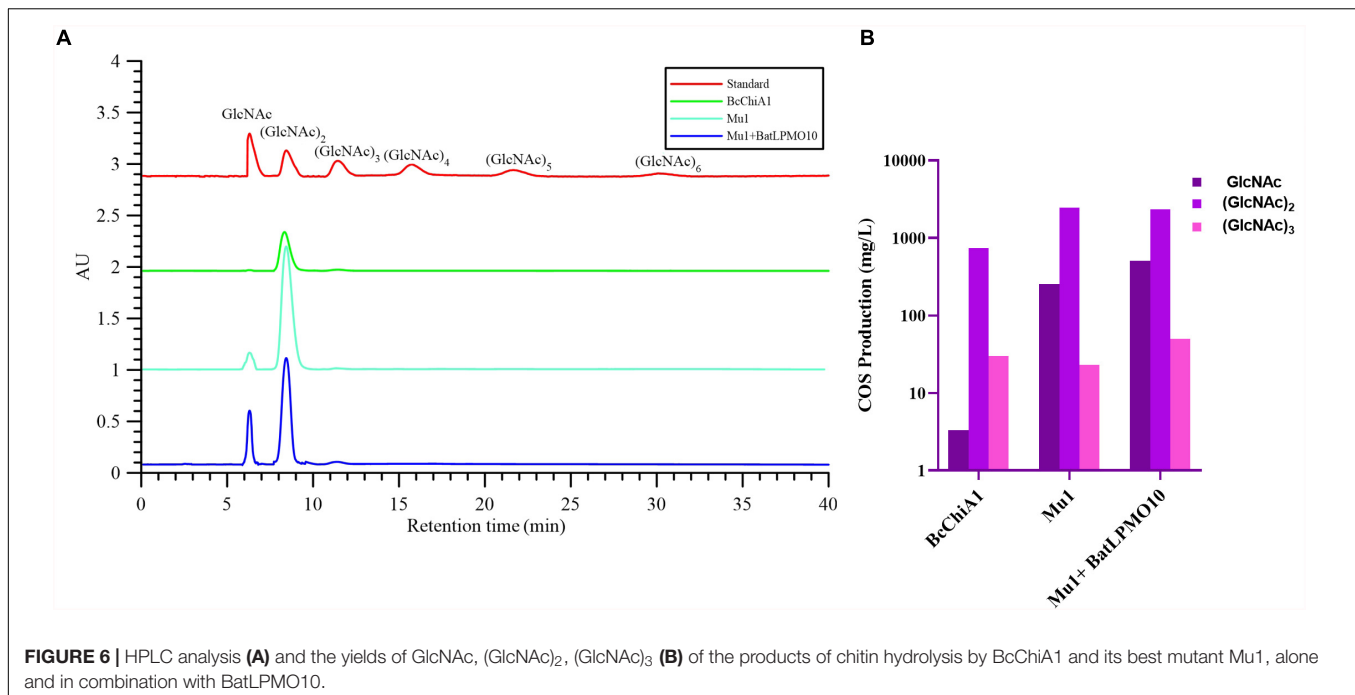 A
B
4
3.5
3
2.5
2
1.5
1
0.5
0
AU
0
5
10
15
20
25
30
35
40
Retention time (min)
Standard
BcChiA1
Mu1
Mu1+BatLPMO10
GlcNAc
(GlcNAc)2
(GlcNAc)3
(GlcNAc)4
(GlcNAc)5
(GlcNAc)6
10000
1000
100
10
1
COS Production (mg/L)
GlcNAc
(GlcNAc)2
(GlcNAc)3
BcChiA1
Mu1
Mu1+ BatLPMO10
FIGURE 6 | HPLC analysis (A) and the yields of GlcNAc, (GlcNAc)2, (GlcNAc)3 (B) of the products of chitin hydrolysis by BcChiA1 and its best mutant Mu1, alone
and in combination with BatLPMO10.